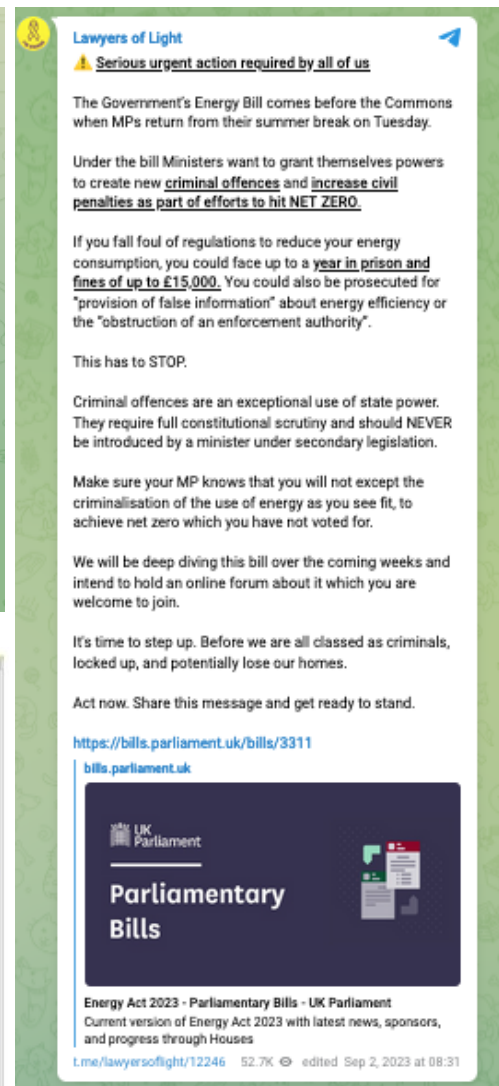 Lawyers of Light
⚠️ Serious urgent action required by all of us
The Government's Energy Bill comes before the Commons
when MPs return from their summer break on Tuesday.
Under the bill Ministers want to grant themselves powers
to create new criminal offences and increase civil
penalties as part of efforts to hit NET ZERO.
If you fall foul of regulations to reduce your energy
consumption, you could face up to a year in prison and
fines of up to £15,000. You could also be prosecuted for
"provision of false information" about energy efficiency or
the "obstruction of an enforcement authority".
This has to STOP.
Criminal offences are an exceptional use of state power.
They require full constitutional scrutiny and should NEVER
be introduced by a minister under secondary legislation.
Make sure your MP knows that you will not except the
criminalisation of the use of energy as you see fit, to
achieve net zero which you have not voted for.
We will be deep diving this bill over the coming weeks and
intend to hold an online forum about it which you are
welcome to join.
It's time to step up. Before we are all classed as criminals,
locked up, and potentially lose our homes.
Act now. Share this message and get ready to stand.
https://bills.parliament.uk/bills/3311
bills.parliament.uk
UK
Parliament
Parliamentary
Bills
Energy Act 2023 - Parliamentary Bills - UK Parliament
Current version of Energy Act 2023 with latest news, sponsors,
and progress through Houses
t.me/lawyersoflight/12246 52.7K edited Sep 2, 2023 at 08:31